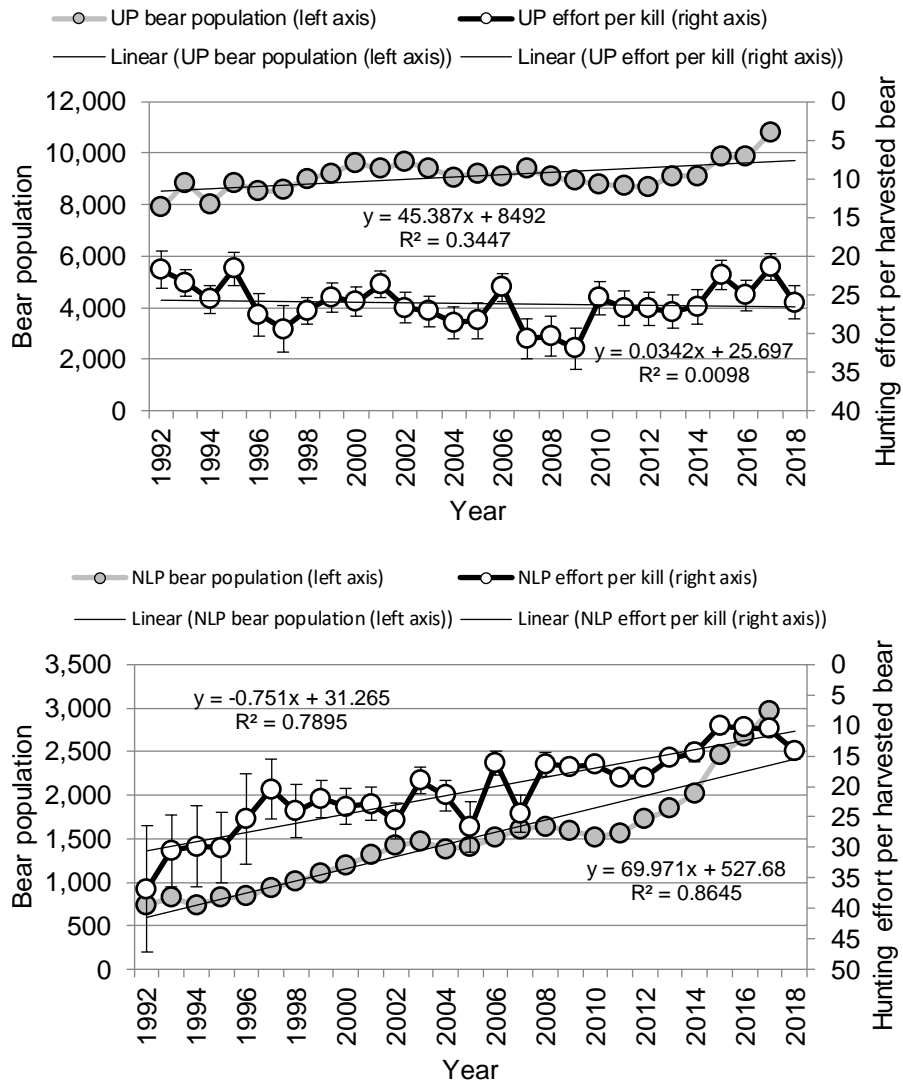 UP bear population (left axis) UP effort per kill (right axis)
Linear (UP bear population (left axis)) Linear (UP effort per kill (right axis))
12,000
10,000
8,000
6,000
4,000
2,000
0
Bear population
0
5
10
15
20
25
30
35
40
Hunting effort per harvested bear
y = 45.387x + 8492
R² = 0.3447
y = 0.0342x + 25.697
R² = 0.0098
1992 1994 1996 1998 2000 2002 2004 2006 2008 2010 2012 2014 2016 2018
Year
NLP bear population (left axis) NLP effort per kill (right axis)
Linear (NLP bear population (left axis)) Linear (NLP effort per kill (right axis))
3,500
3,000
2,500
2,000
1,500
1,000
500
0
Bear population
0
5
10
15
20
25
30
35
40
45
50
Hunting effort per harvested bear
y = -0.751x + 31.265
R² = 0.7895
y = 69.971x + 527.68
R² = 0.8645
1992 1994 1996 1998 2000 2002 2004 2006 2008 2010 2012 2014 2016 2018
Year